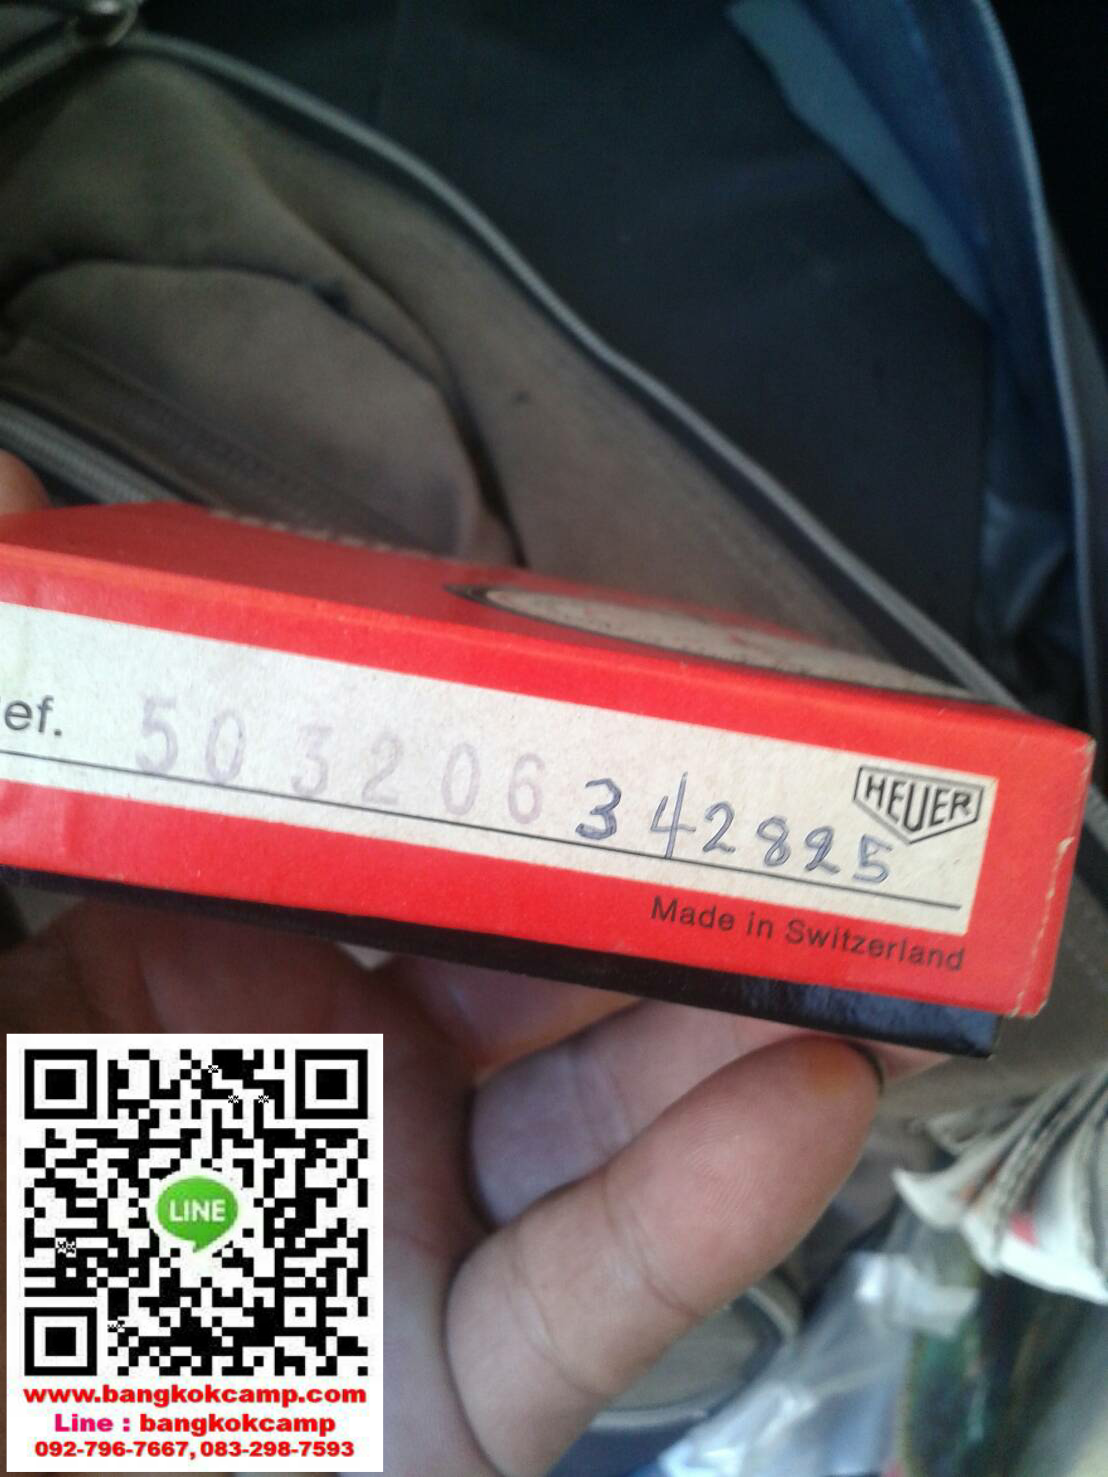 ef. 503206 342825
HEUER
Made in Switzerland
LINE
www.bangkokcamp.com
Line : bangkokcamp
092-796-7667, 083-298-7593